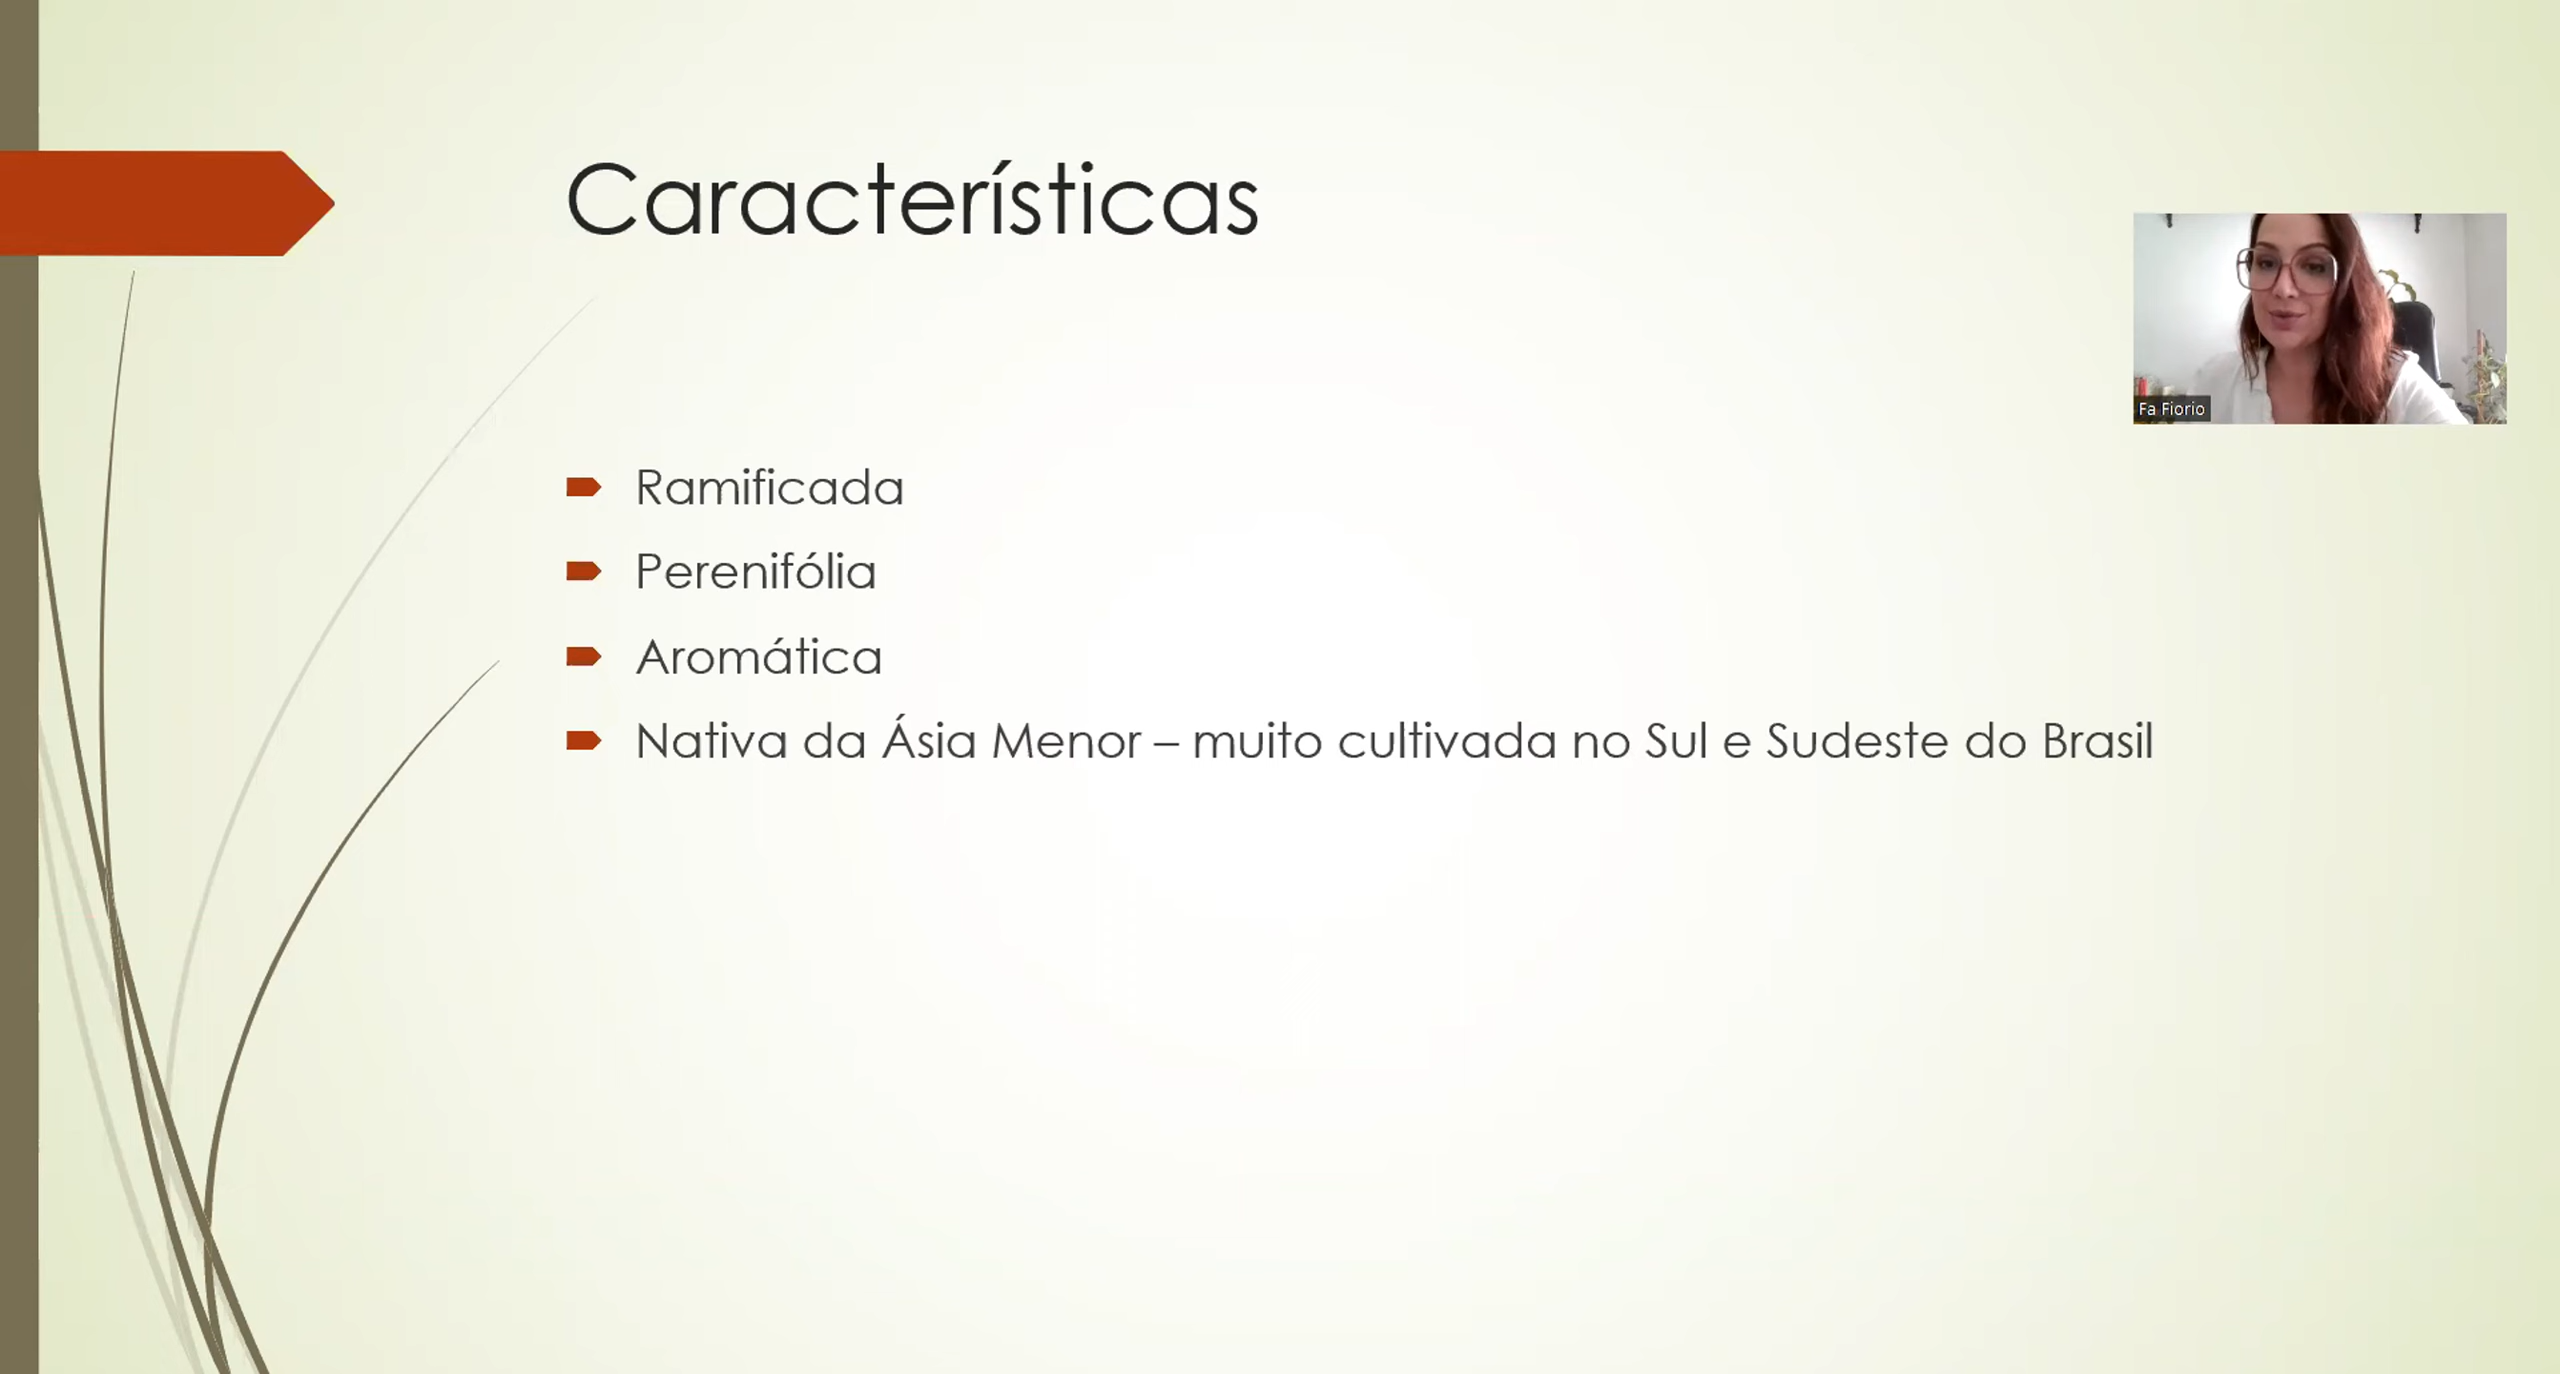 Características
Fa Fiorio
Ramificada
Perenifólia
Aromática
Nativa da Ásia Menor – muito cultivada no Sul e Sudeste do Brasil